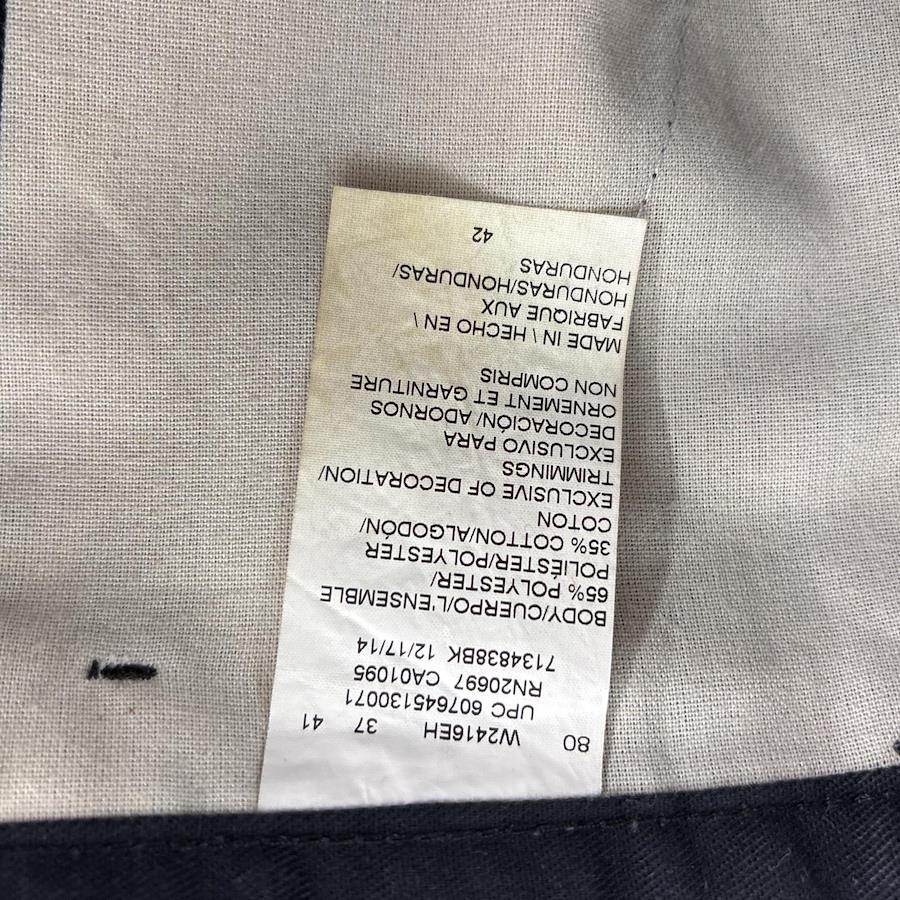 80 W2416EH 37 41
UPC 607645130071
RN20697 CA01095
7134838BK 12/17/14
BODY/CUERPO/L'ENSEMBLE
65% POLYESTER/
POLIÉSTER/POLYESTER
35% COTTON/ALGODÓN/
COTON
EXCLUSIVE OF DECORATION/
TRIMMINGS
EXCLUSIVO PARA
DECORACIÓN/ ADORNOS
ORNEMENT ET GARNITURE
NON COMPRIS
MADE IN \ HECHO EN \
FABRIQUE AUX
HONDURAS/HONDURAS/
HONDURAS
42